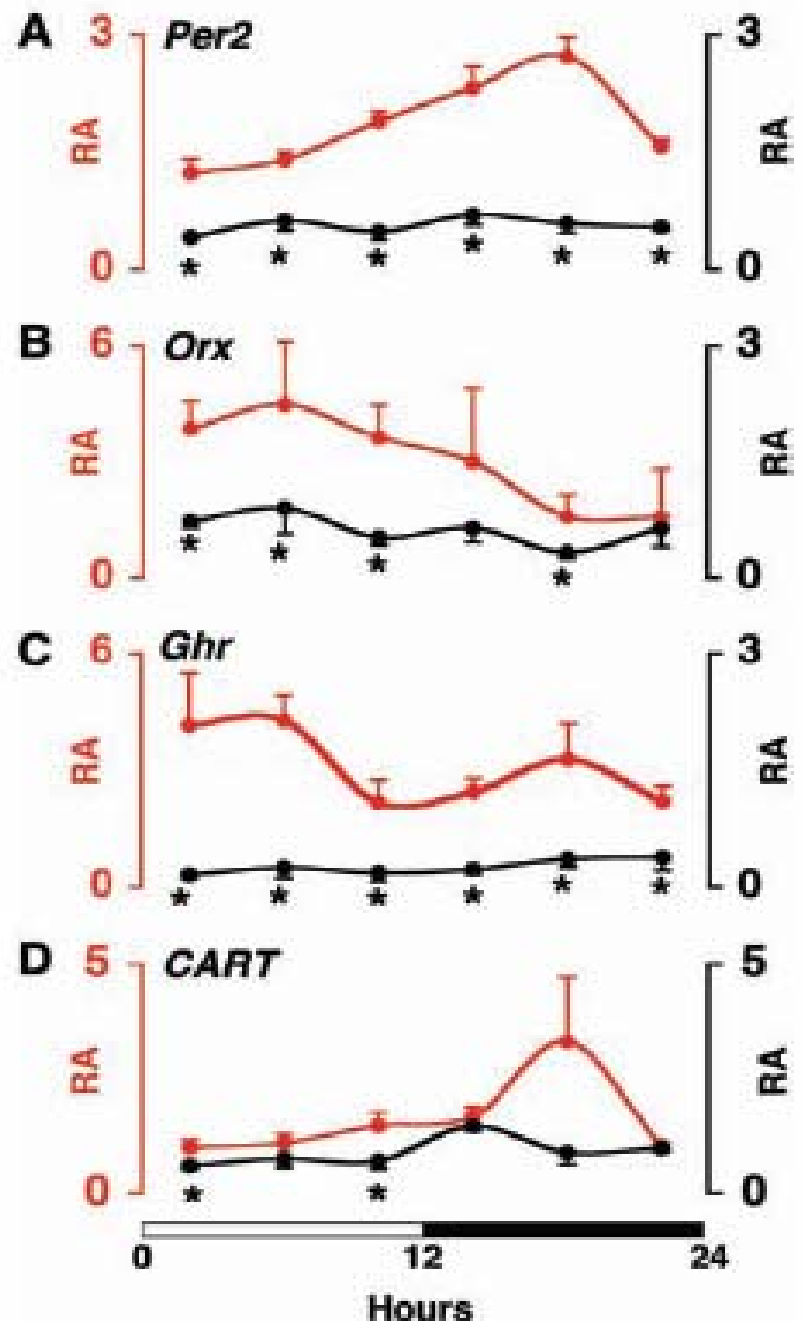 A 3 Per2 3
RA RA
0 * * * * * * 0
B 6 Orx 3
RA RA
0 * * * * 0
C 6 Ghr 3
RA RA
0 * * * * * * 0
D 5 CART 5
RA RA
0 * * 0
0 12 24
Hours